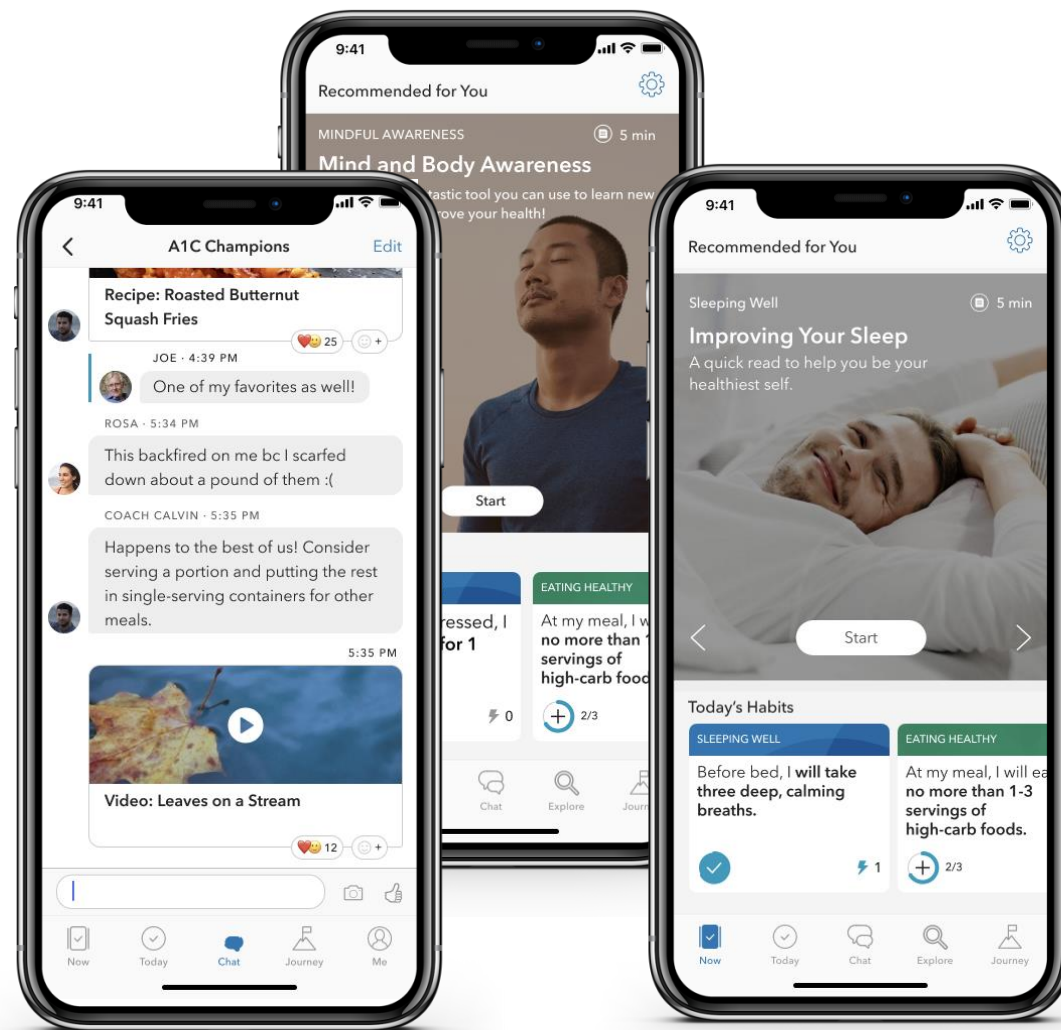 9:41
Recommended for You
MINDFUL AWARENESS
5 min
Mind and Body Awareness
tool you can use to learn new
your health!
Start
EATING HEALTHY
for 1
At my meal, I
no more than
servings of
high-carb
0
2/3
Chat
Explore
9:41
A1C Champions
Edit
Recipe: Roasted Butternut
Squash Fries
25
+
JOE · 4:39 PM
One of my favorites as well!
ROSA · 5:34 PM
This backfired on me bc I scarfed
down about a pound of them :(
COACH CALVIN · 5:35 PM
Happens to the best of us! Consider
serving a portion and putting the rest
in single-serving containers for other
meals.
5:35 PM
Video: Leaves on a Stream
12
+
Now
Today
Chat
Journey
Me
9:41
Recommended for You
Sleeping Well
5 min
Improving Your Sleep
A quick read to help you be your
healthiest self.
Start
Today's Habits
SLEEPING WELL
Before bed, I will take
three deep, calming
breaths.
1
EATING HEALTHY
At my meal, I will
no more than 1-3
servings of
high-carb foods.
2/3
Now
Today
Chat
Explore
Journey